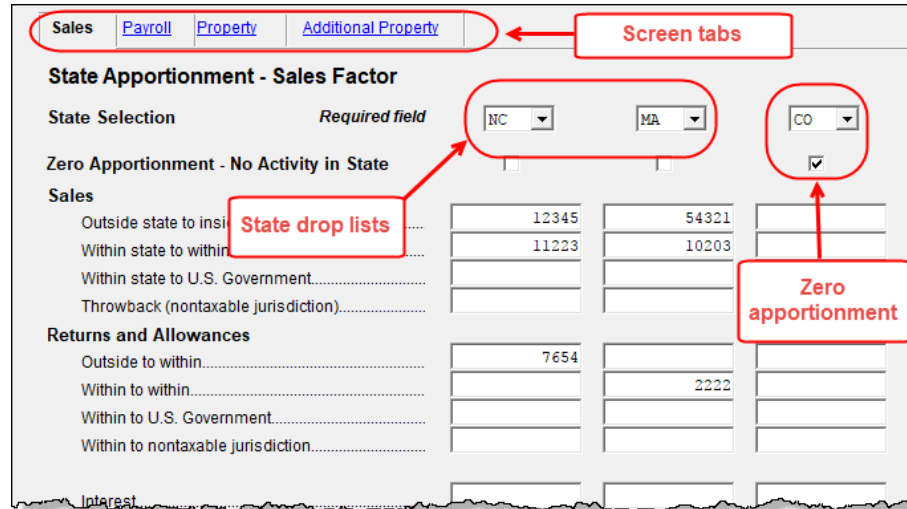 Sales Payroll Property Additional Property
Screen tabs
State Apportionment - Sales Factor
State Selection Required field NC MA CO
Zero Apportionment - No Activity in State
Sales
State drop lists
Outside state to insi 12345 54321
Within state to within 11223 10203
Within state to U.S. Government
Throwback (nontaxable jurisdiction)
Zero
apportionment
Returns and Allowances
Outside to within 7654
Within to within 2222
Within to U.S. Government
Within to nontaxable jurisdiction
Interest